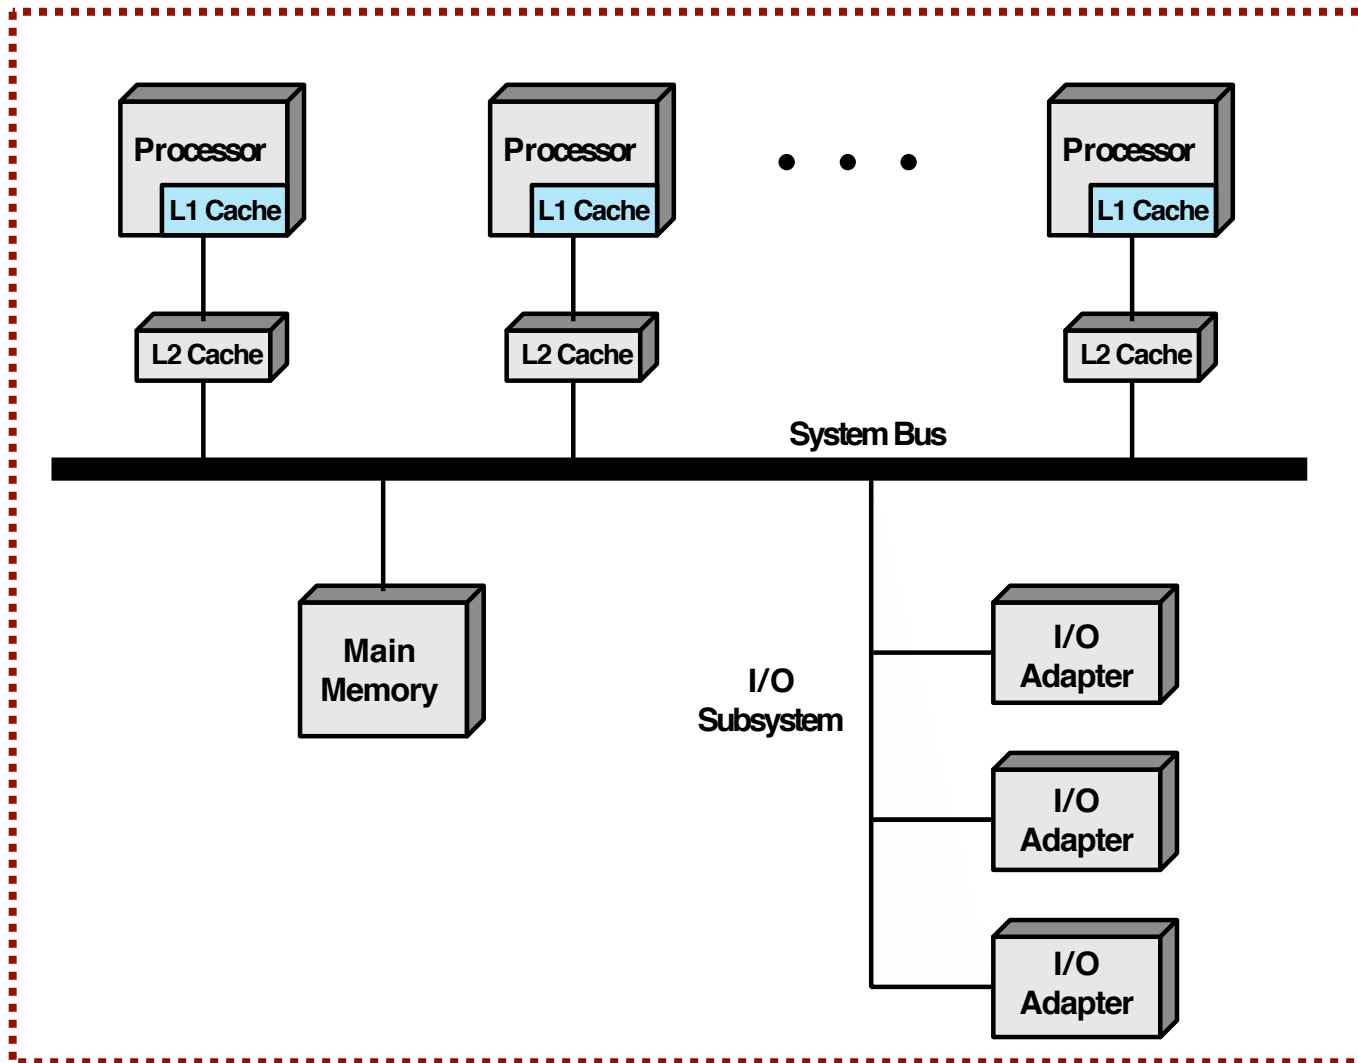 Processor
L1 Cache
Processor
L1 Cache
Processor
L1 Cache
L2 Cache
L2 Cache
L2 Cache
System Bus
Main
Memory
I/O
Subsystem
I/O
Adapter
I/O
Adapter
I/O
Adapter